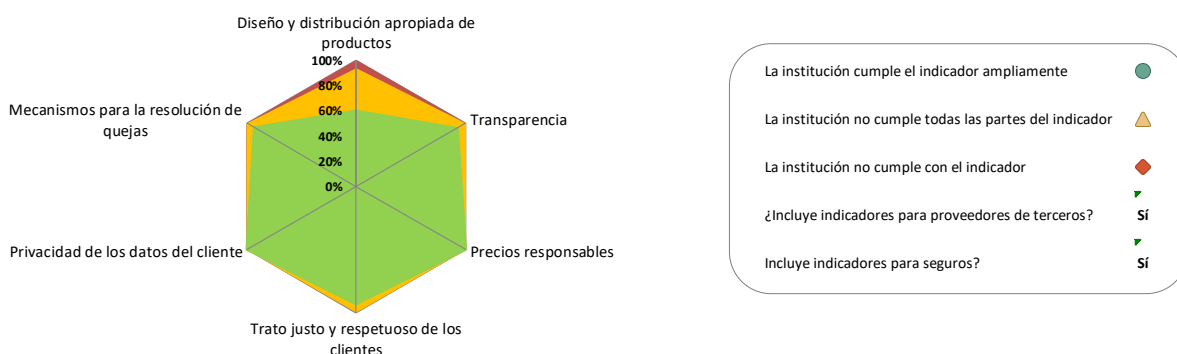 Diseño y distribución apropiada de
productos
100%
80%
60%
40%
20%
0%
Transparencia
Precios responsables
Trato justo y respetuoso de los
clientes
Privacidad de los datos del cliente
Mecanismos para la resolución de
quejas
La institución cumple el indicador ampliamente
La institución no cumple todas las partes del indicador
La institución no cumple con el indicador
¿Incluye indicadores para proveedores de terceros? Sí
Incluye indicadores para seguros? Sí